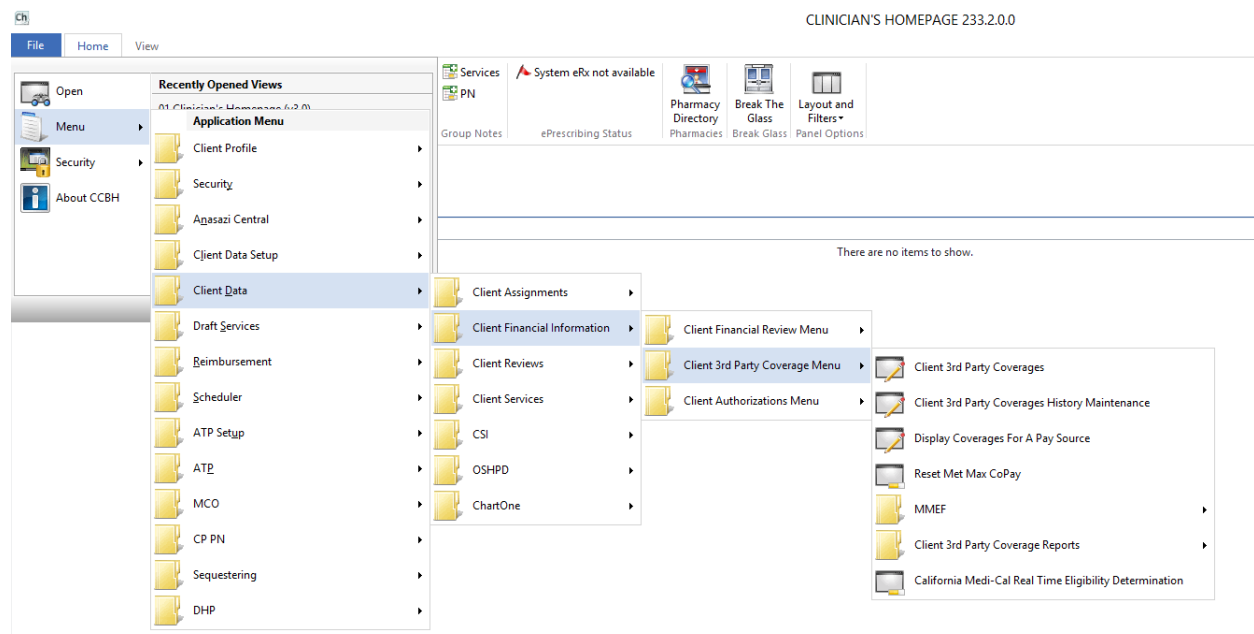 Ch
CLINICIAN'S HOMEPAGE 233.2.0.0
File Home View
Open
Menu
Security
About CCBH
Recently Opened Views
01 Clinician's Homepage (v3.0)
Services
PN
Group Notes
System eRx not available
ePrescribing Status
Pharmacy
Directory
Pharmacies
Break The
Glass
Break Glass
Layout and
Filters
Panel Options
There are no items to show.
Application Menu
Client Profile
Security
Anasazi Central
Client Data Setup
Client Data
Draft Services
Reimbursement
Scheduler
ATP Setup
ATP
MCO
CP PN
Sequestering
DHP
Client Assignments
Client Financial Information
Client Reviews
Client Services
CSI
OSHPD
ChartOne
Client Financial Review Menu
Client 3rd Party Coverage Menu
Client Authorizations Menu
Client 3rd Party Coverages
Client 3rd Party Coverages History Maintenance
Display Coverages For A Pay Source
Reset Met Max CoPay
MMEF
Client 3rd Party Coverage Reports
California Medi-Cal Real Time Eligibility Determination